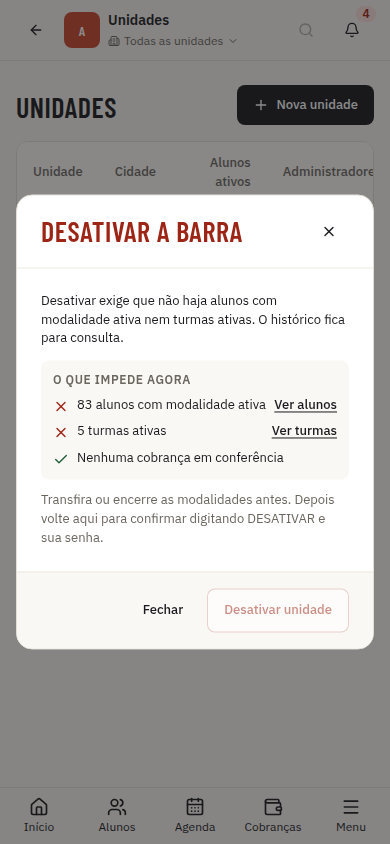 A
Unidades
Todas as unidades
4
UNIDADES
Nova unidade
Unidade Cidade Alunos ativos Administradore
DESATIVAR A BARRA
Desativar exige que não haja alunos com
modalidade ativa nem turmas ativas. O histórico fica
para consulta.
O QUE IMPEDE AGORA
83 alunos com modalidade ativa Ver alunos
5 turmas ativas Ver turmas
Nenhuma cobrança em conferência
Transfira ou encerre as modalidades antes. Depois
volte aqui para confirmar digitando DESATIVAR e
sua senha.
Fechar Desativar unidade
Início Alunos Agenda Cobranças Menu